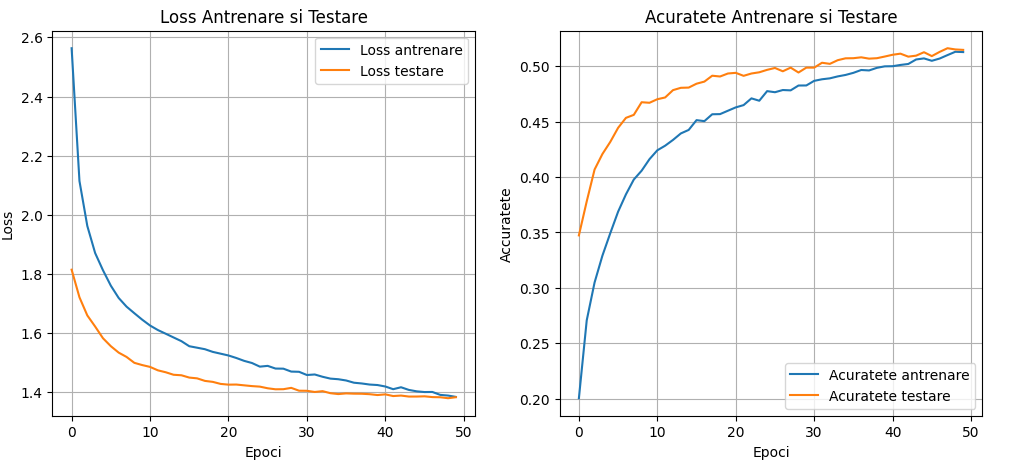 Loss Antrenare si Testare
2.6
2.4
2.2
2.0
1.8
1.6
1.4
Loss
0 10 20 30 40 50
Epoci
Loss antrenare
Loss testare
Acuratete Antrenare si Testare
0.50
0.45
0.40
0.35
0.30
0.25
0.20
Accuratete
0 10 20 30 40 50
Epoci
Acuratete antrenare
Acuratete testare